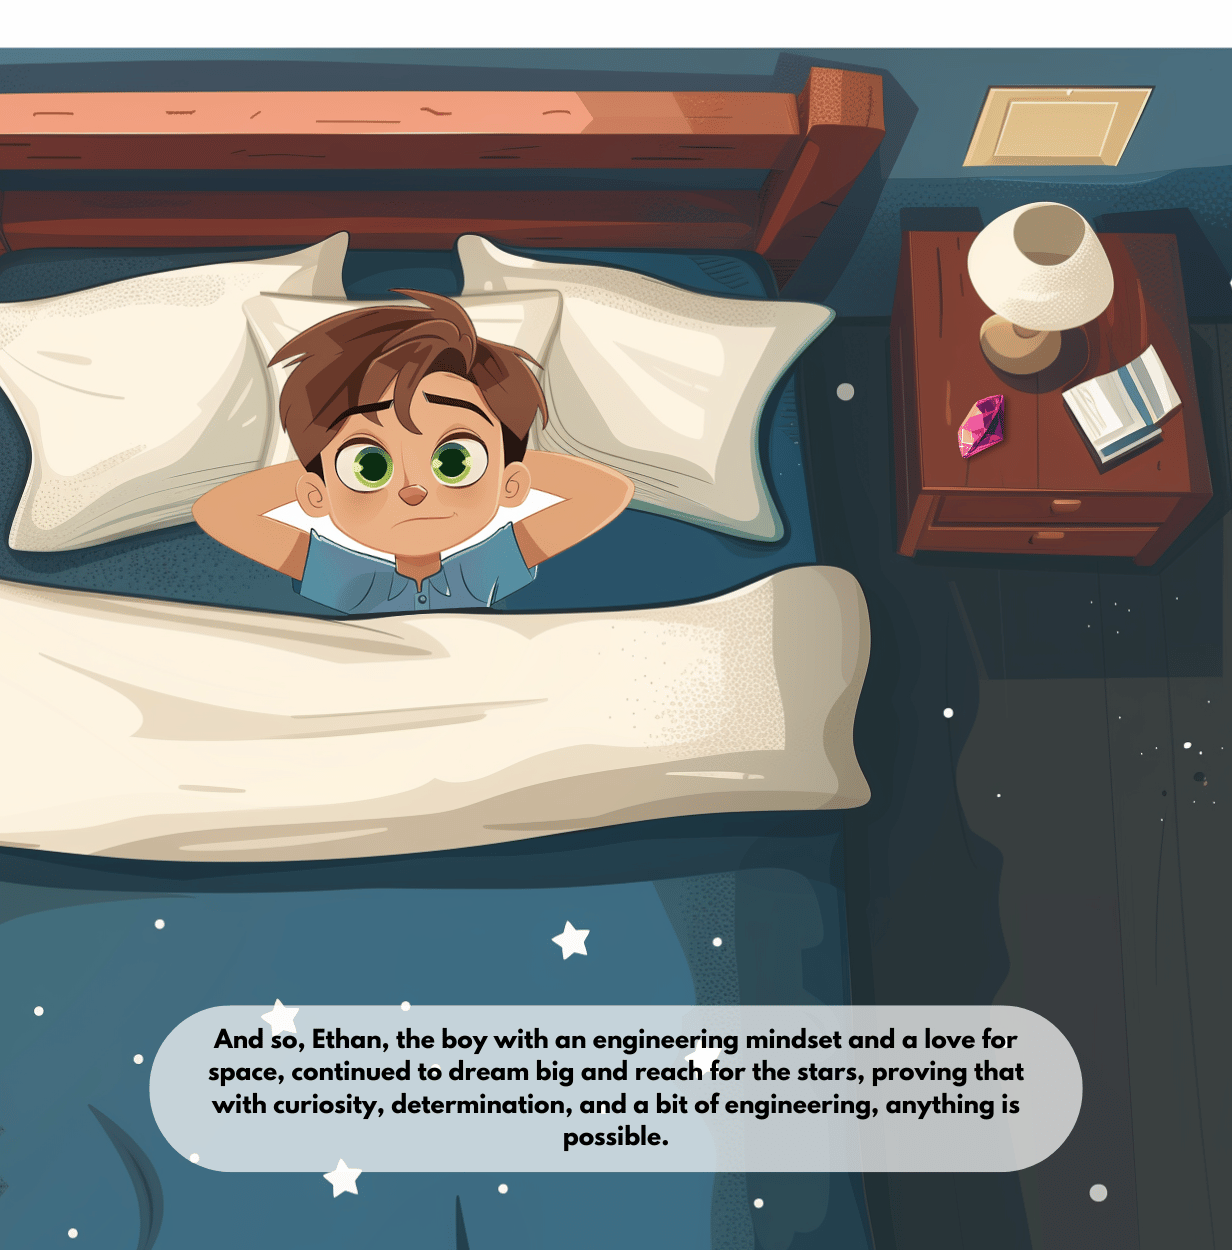 And so, Ethan, the boy with an engineering mindset and a love for
space, continued to dream big and reach for the stars, proving that
with curiosity, determination, and a bit of engineering, anything is
possible.